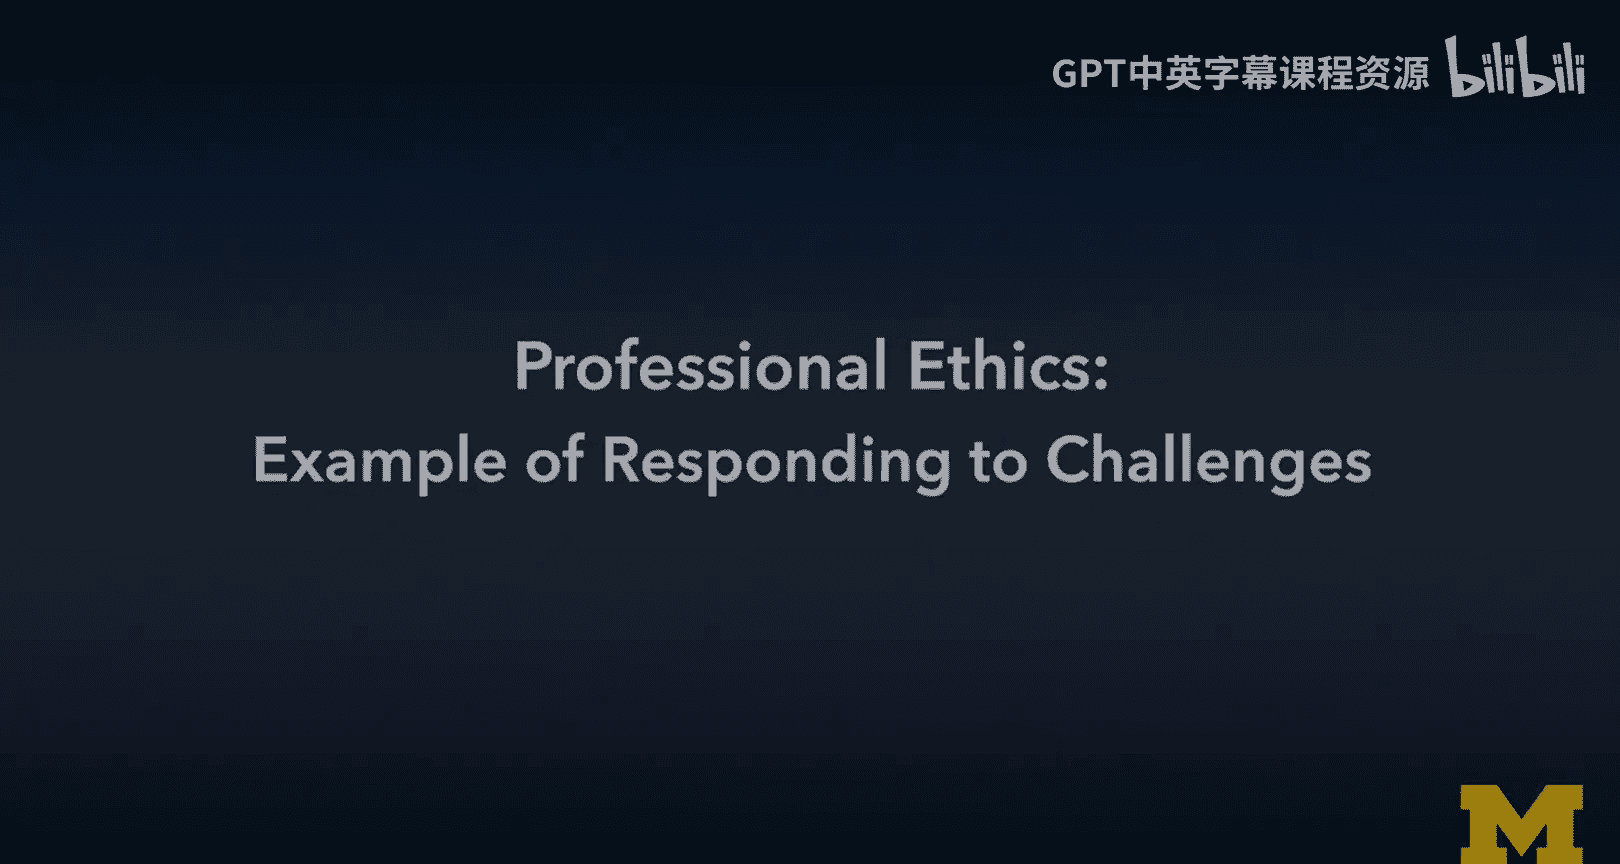 GPT中英字幕课程资源 bilibili
Professional Ethics:
Example of Responding to Challenges
M